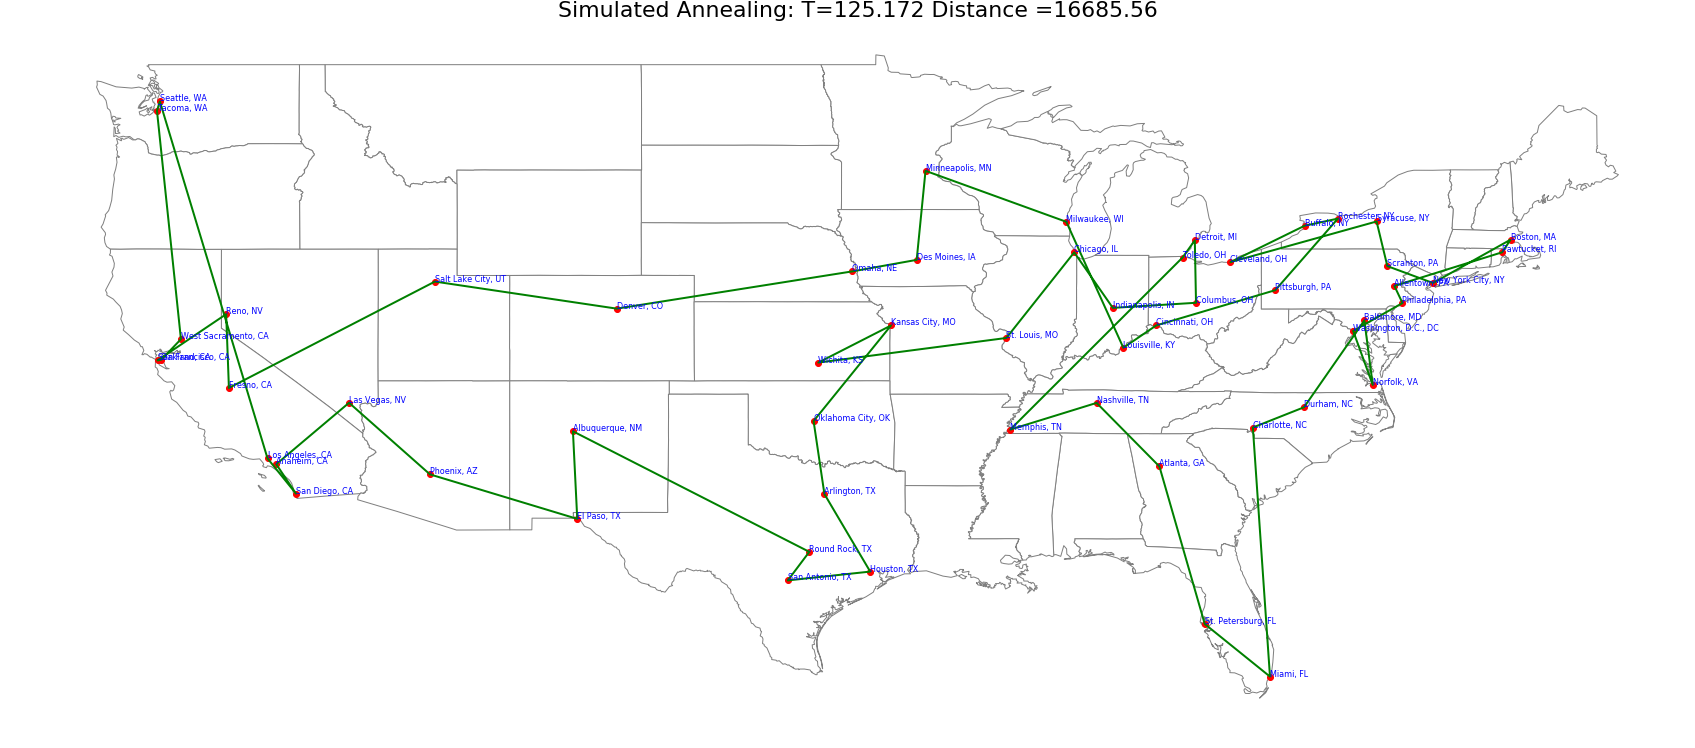 Simulated Annealing: T=125.172 Distance =16685.56
Seattle, WA
Tacoma, WA
Minneapolis, MN
Milwaukee, WI
Rochester, NY
Syracuse, NY
Buffalo, NY
Detroit, MI
Boston, MA
Chicago, IL
Pawtucket, RI
Toledo, OH
Des Moines, IA
Cleveland, OH
Scranton, PA
Omaha, NE
Salt Lake City, UT
New York City, NY
Allentown, PA
Pittsburgh, PA
Philadelphia, PA
Columbus, OH
Denver, CO
Indianapolis, IN
Reno, NV
Baltimore, MD
Kansas City, MO
Cincinnati, OH
Washington, D.C., DC
West Sacramento, CA
St. Louis, MO
Louisville, KY
Wichita, KS
Norfolk, VA
Fresno, CA
Las Vegas, NV
Nashville, TN
Durham, NC
Oklahoma City, OK
Albuquerque, NM
Memphis, TN
Charlotte, NC
Los Angeles, CA
Anaheim, CA
Atlanta, GA
Phoenix, AZ
San Diego, CA
Arlington, TX
El Paso, TX
Round Rock, TX
Houston, TX
San Antonio, TX
St. Petersburg, FL
Miami, FL